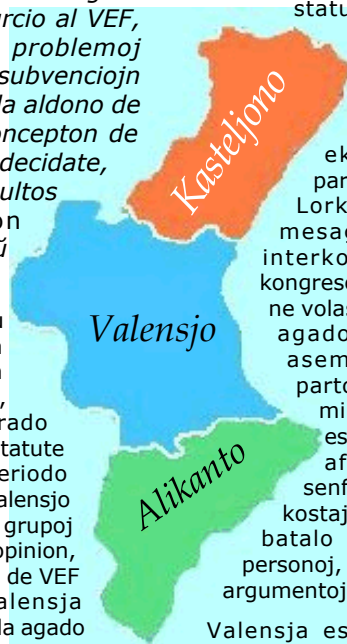 rcio al VEF,
problemoj
subvenciojn
la aldono de
oncepton de
decidate,
ultos
n
ŭ
rado
tatute
eriodo
alensjo
grupoj
opinion,
de VEF
alensja
la agado
Kasteljono
Valensjo
Alikanto
statu
ek
par
Lork
mesag
interko
kongreso
ne volas
agado
asem
parto
mi
es
af
senf
kostaj
batalo
personoj,
argumentoj
Valensja es